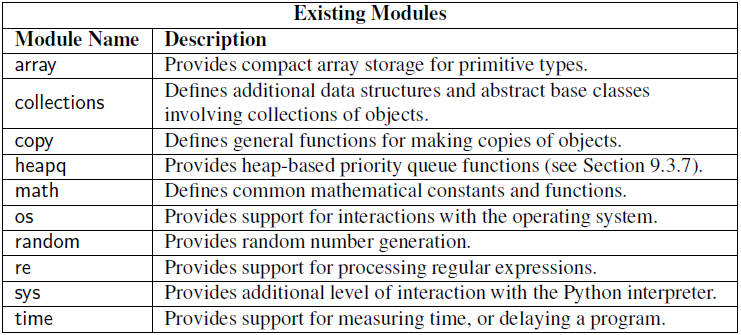 Existing Modules
Module Name Description
array Provides compact array storage for primitive types.
collections Defines additional data structures and abstract base classes
involving collections of objects.
copy Defines general functions for making copies of objects.
heapq Provides heap-based priority queue functions (see Section 9.3.7).
math Defines common mathematical constants and functions.
os Provides support for interactions with the operating system.
random Provides random number generation.
re Provides support for processing regular expressions.
sys Provides additional level of interaction with the Python interpreter.
time Provides support for measuring time, or delaying a program.